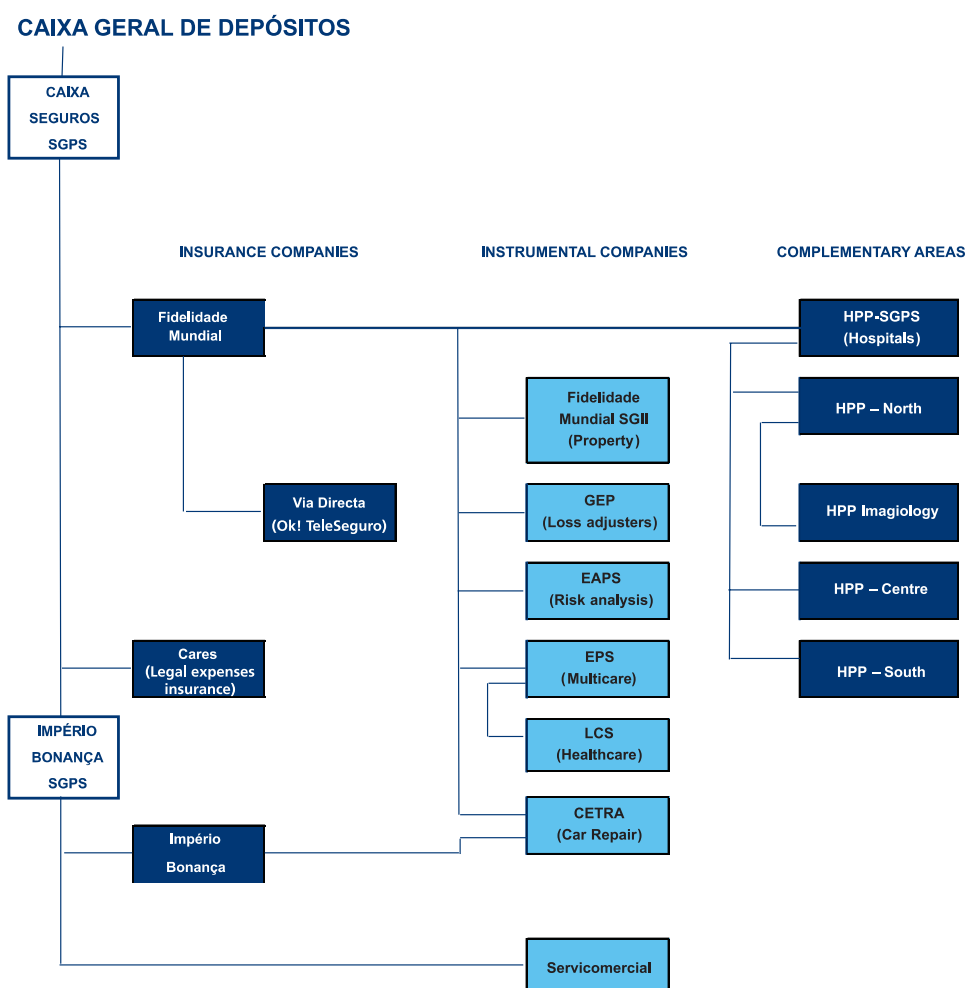 CAIXA GERAL DE DEPÓSITOS
CAIXA
SEGUROS
SGPS
INSURANCE COMPANIES
INSTRUMENTAL COMPANIES
COMPLEMENTARY AREAS
Fidelidade
Mundial
HPP-SGPS
(Hospitals)
Fidelidade
Mundial SGII
(Property)
HPP – North
Via Directa
(Ok! TeleSeguro)
GEP
(Loss adjusters)
HPP Imagiology
EAPS
(Risk analysis)
HPP – Centre
Cares
(Legal expenses
insurance)
EPS
(Multicare)
HPP – South
IMPÉRIO
BONANÇA
SGPS
LCS
(Healthcare)
CETRA
(Car Repair)
Império
Bonança
Servicomercial